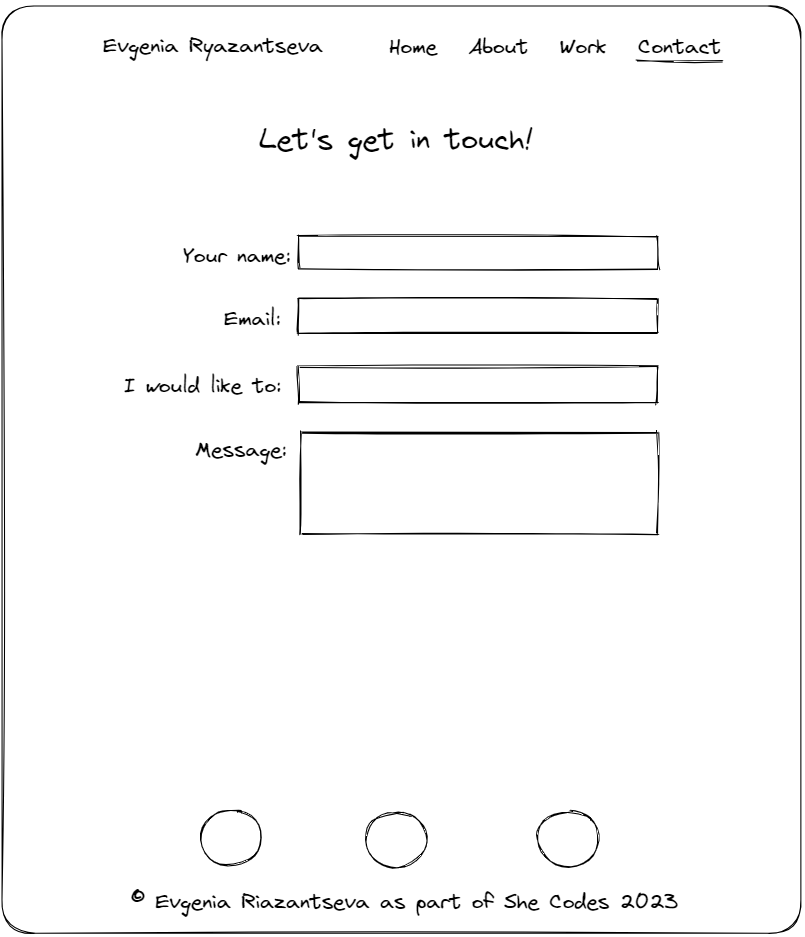 Evgenia Ryazantseva Home About Work Contact
Let's get in touch!
Your name:
Email:
I would like to:
Message:
© Evgenia Riazantseva as part of She Codes 2023